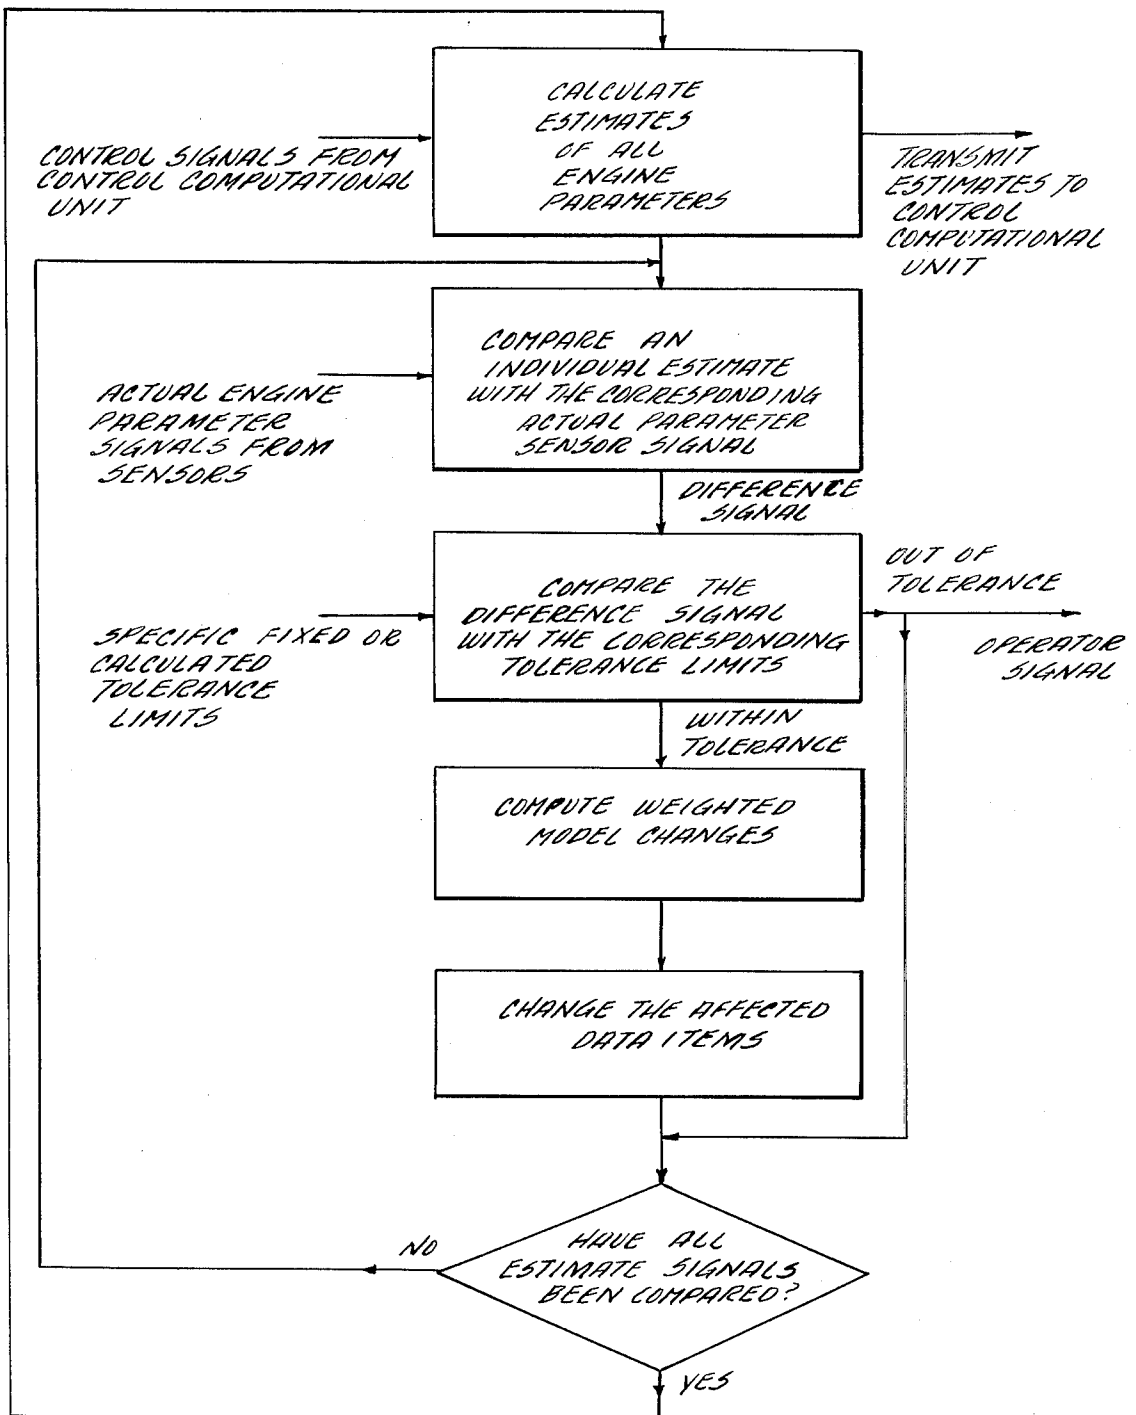 CALCULATE
ESTIMATES
OF ALL
ENGINE
PARAMETERS
CONTROL SIGNALS FROM
CONTROL COMPUTATIONAL
UNIT
TRANSMIT
ESTIMATES TO
CONTROL
COMPUTATIONAL
UNIT
COMPARE AN
INDIVIDUAL ESTIMATE
WITH THE CORRESPONDING
ACTUAL PARAMETER
SENSOR SIGNAL
ACTUAL ENGINE
PARAMETER
SIGNALS FROM
SENSORS
DIFFERENCE
SIGNAL
COMPARE THE
DIFFERENCE SIGNAL
WITH THE CORRESPONDING
TOLERANCE LIMITS
OUT OF
TOLERANCE
OPERATOR
SIGNAL
SPECIFIC FIXED OR
CALCULATED
TOLERANCE
LIMITS
WITHIN
TOLERANCE
COMPUTE WEIGHTED
MODEL CHANGES
CHANGE THE AFFECTED
DATA ITEMS
HAVE ALL
ESTIMATE SIGNALS
BEEN COMPARED?
NO
YES